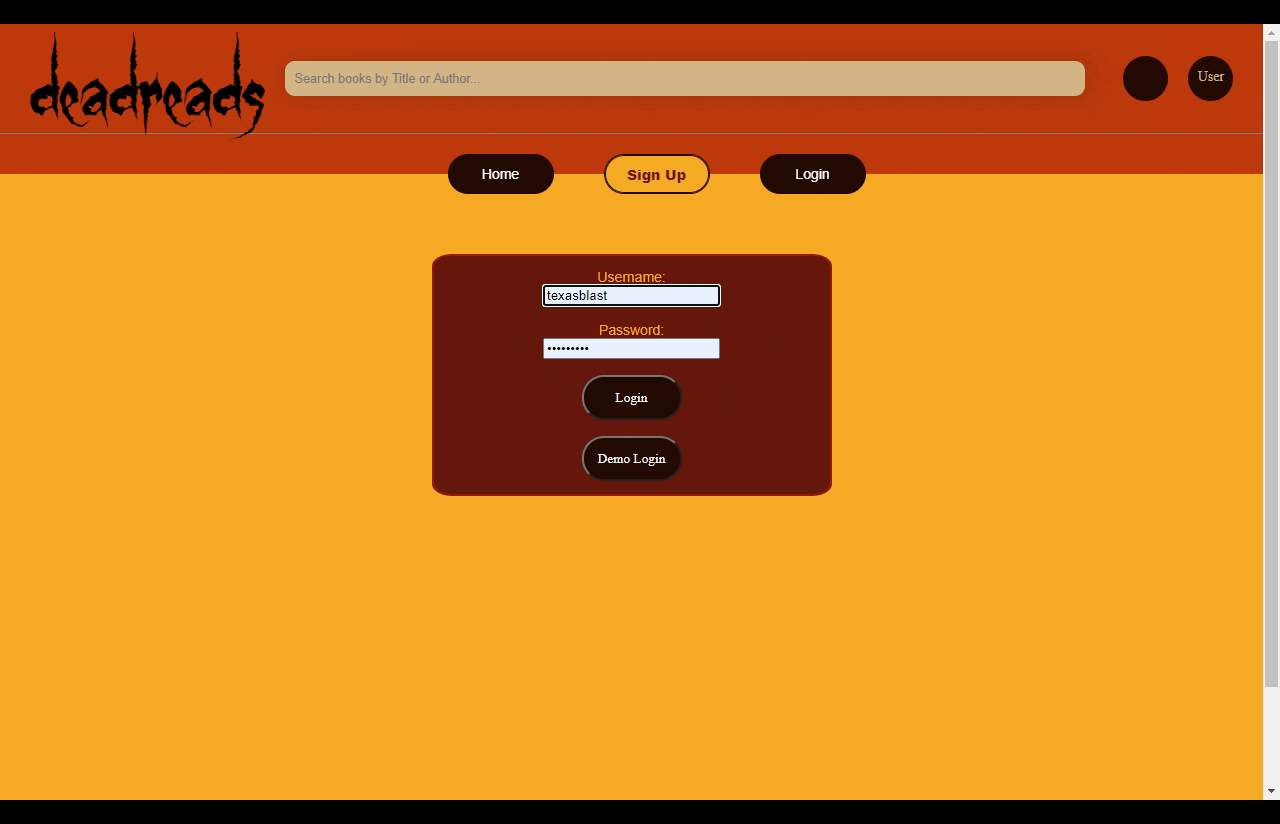 deadreads
Search books by Title or Author...
User
Home
Sign Up
Login
Username:
texasblast
Password:
•••••••••
Login
Demo Login